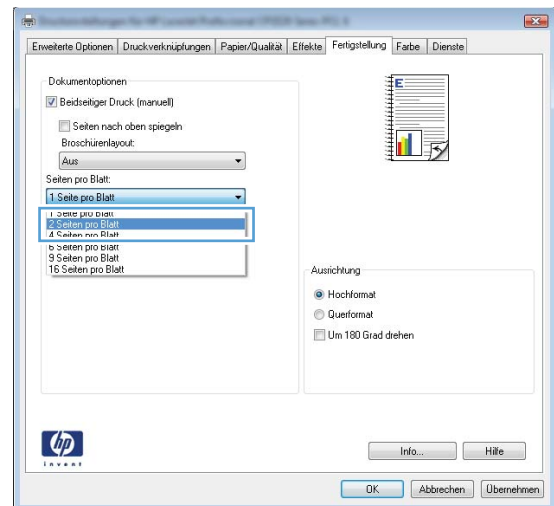 Erweiterte Optionen Druckverknüpfungen Papier/Qualität Effekte Fertigstellung Farbe Dienste
Dokumentoptionen
Beidseitiger Druck (manuell)
Seiten nach oben spiegeln
Broschürenlayout:
Aus
Seiten pro Blatt:
1 Seite pro Blatt
1 Seite pro Blatt
2 Seiten pro Blatt
4 Seiten pro Blatt
6 Seiten pro Blatt
9 Seiten pro Blatt
16 Seiten pro Blatt
E
Ausrichtung
Hochformat
Querformat
Um 180 Grad drehen
hp
invent
Info... Hilfe
OK Abbrechen Übernehmen